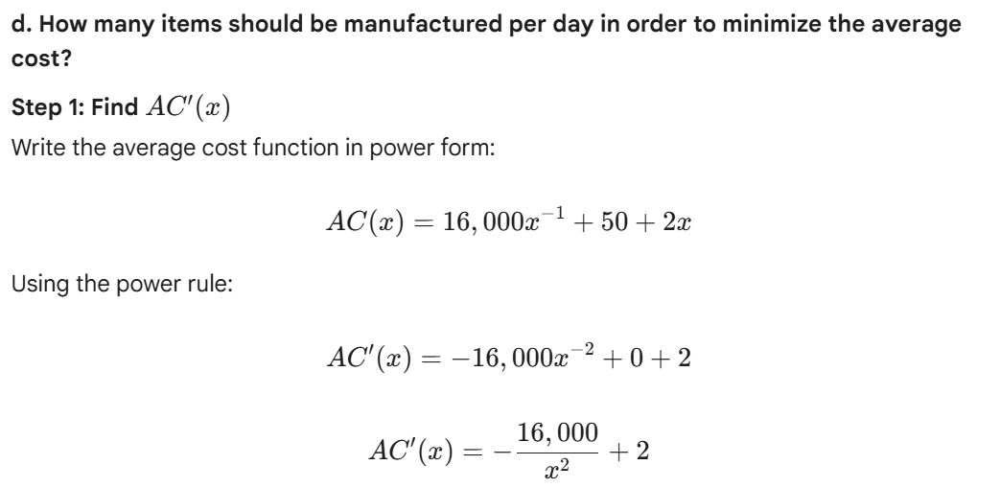 d. How many items should be manufactured per day in order to minimize the average
cost?
Step 1: Find AC′(x)
Write the average cost function in power form:
AC(x) = 16,000x⁻¹ + 50 + 2x
Using the power rule:
AC′(x) = −16,000x⁻² + 0 + 2
AC′(x) = −16,000/x² + 2